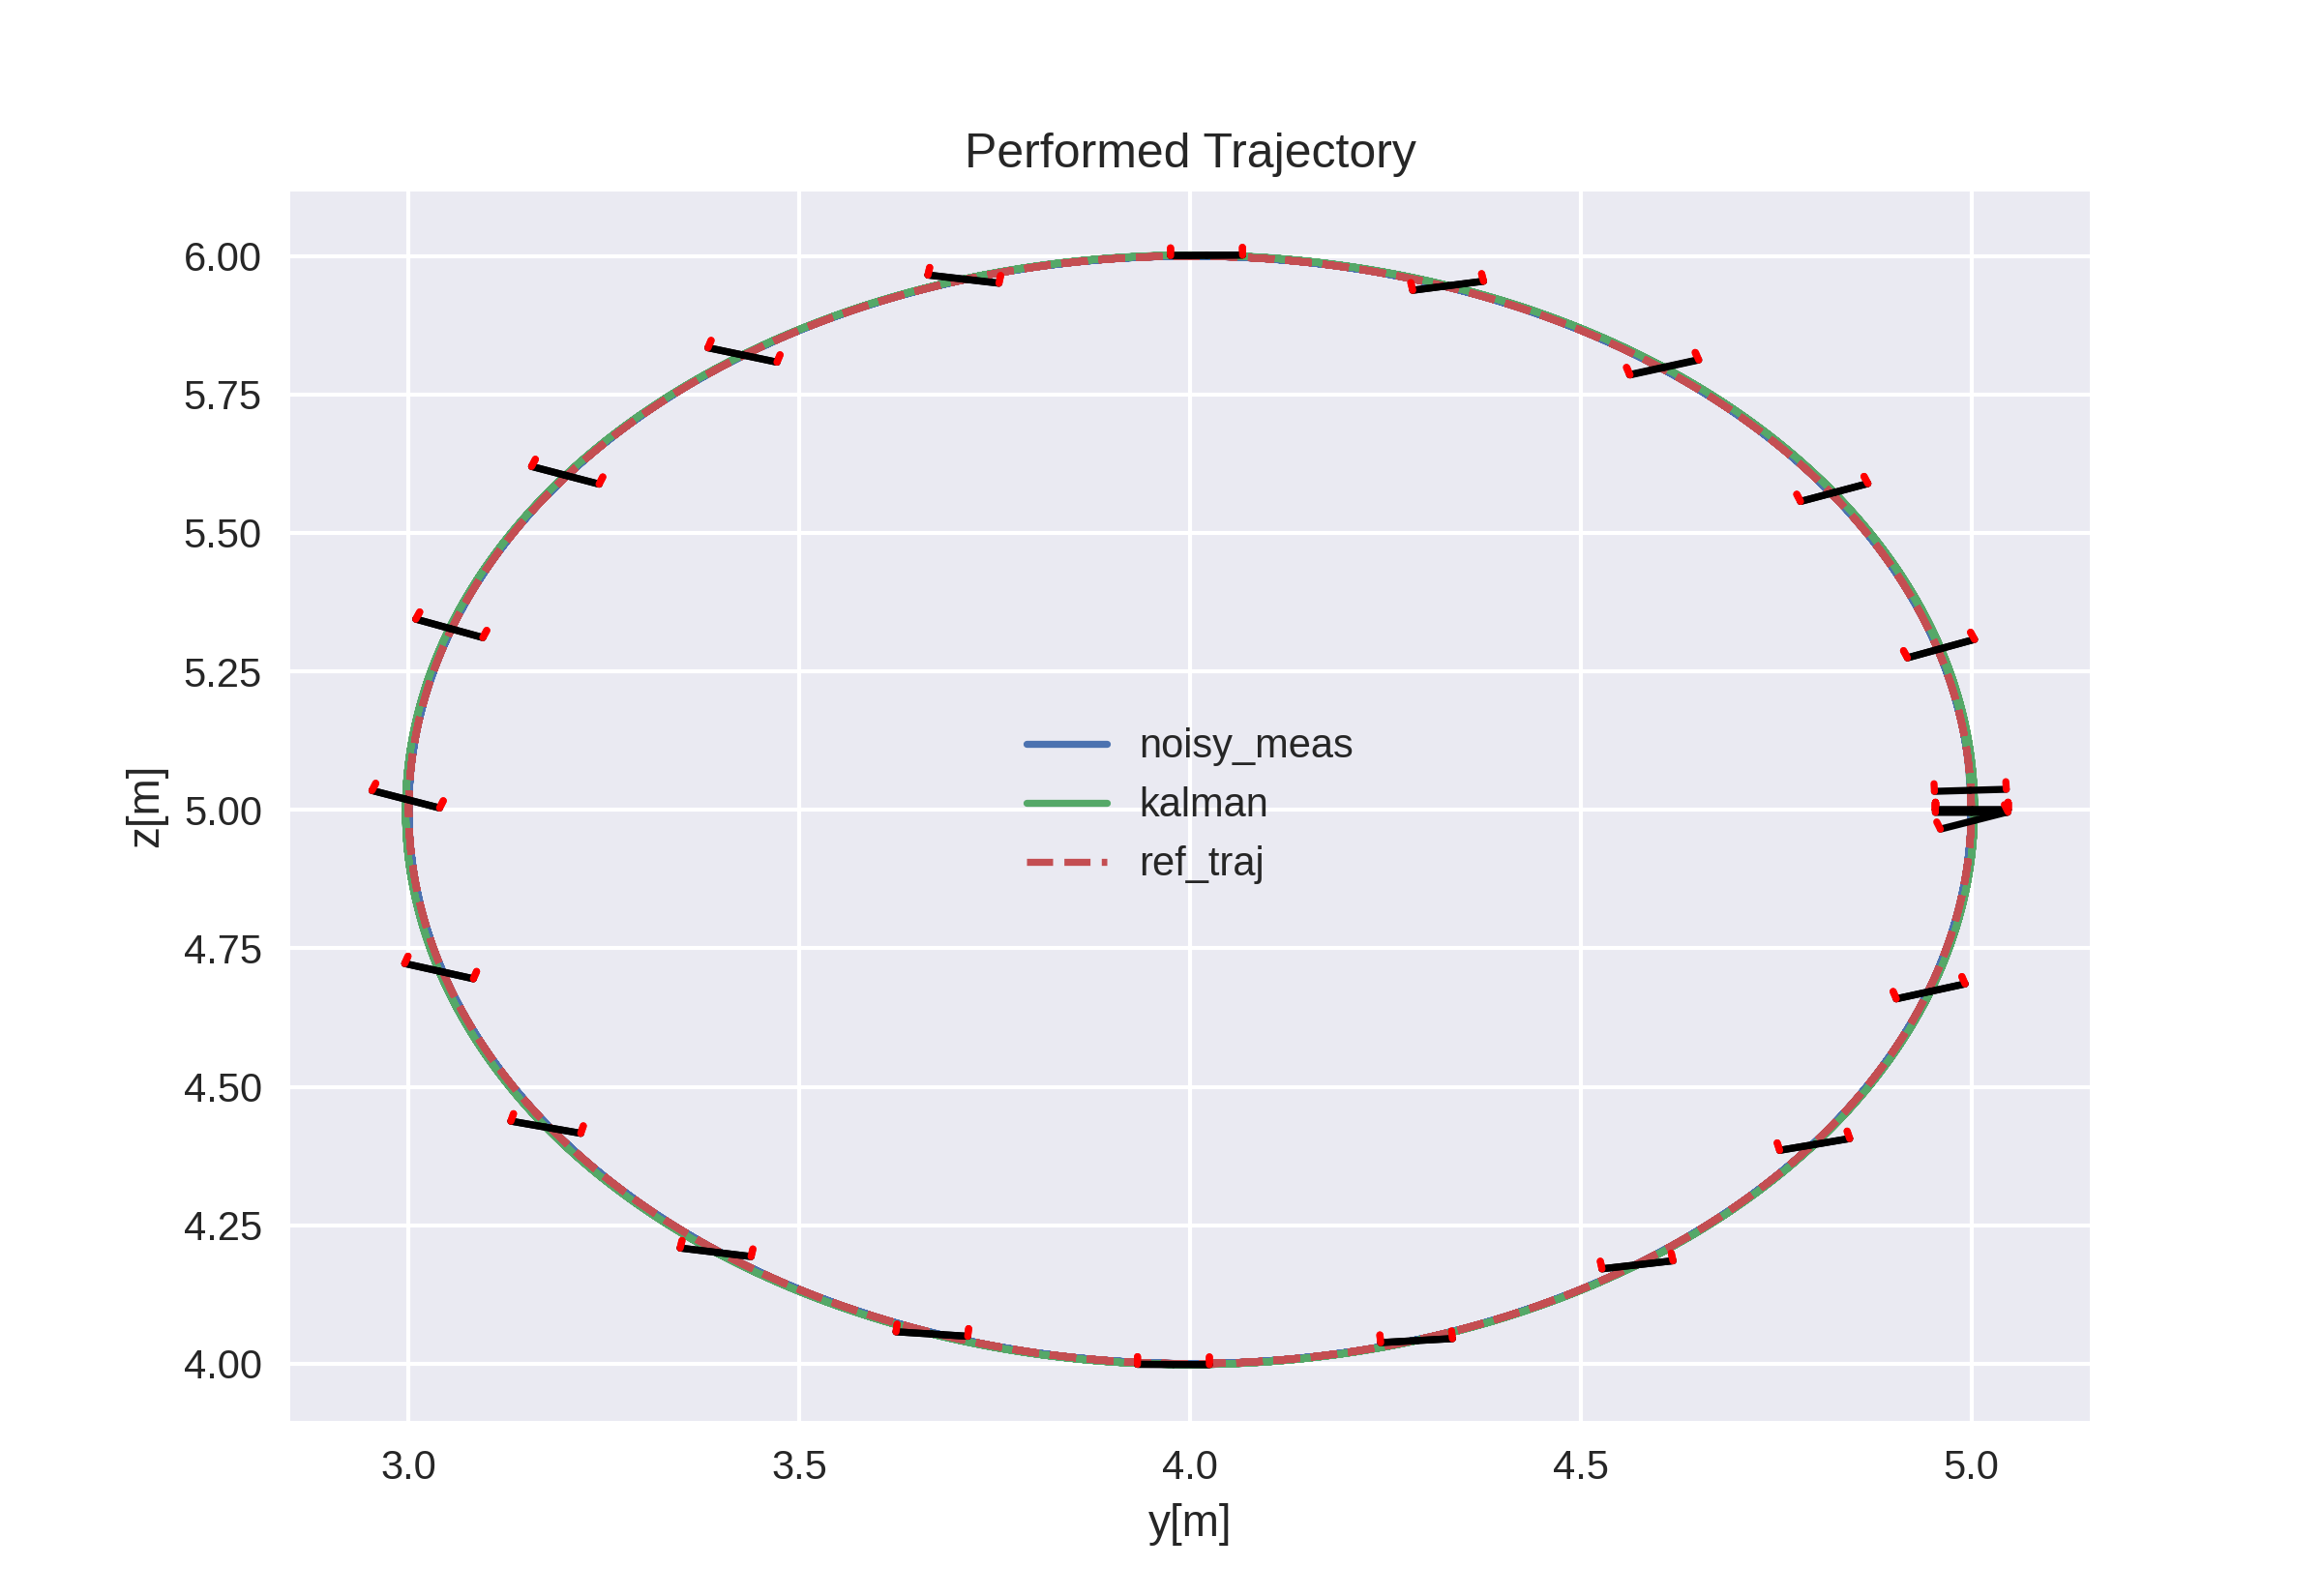 Performed Trajectory
6.00
5.75
5.50
5.25
5.00
4.75
4.50
4.25
4.00
z[m]
noisy_meas
kalman
ref_traj
3.0 3.5 4.0 4.5 5.0
y[m]